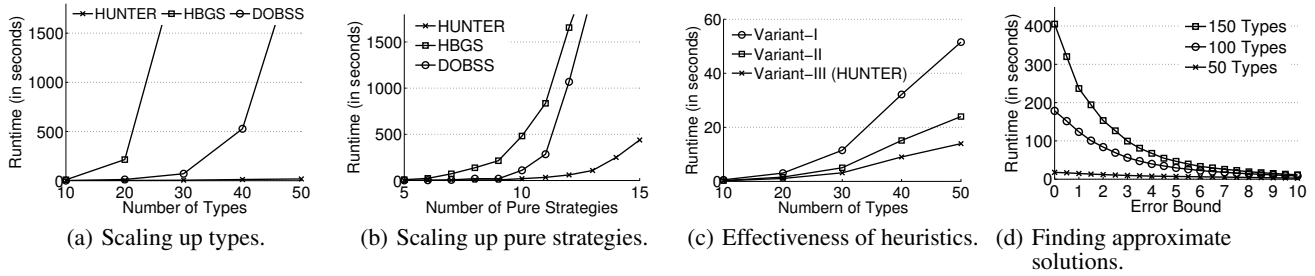 HUNTER HBGS DOBSS
Runtime (in seconds)
1500
1000
500
0
10 20 30 40 50
Number of Types
(a) Scaling up types.
HUNTER
HBGS
DOBSS
Runtime (in seconds)
1500
1000
500
0
5 10 15
Number of Pure Strategies
(b) Scaling up pure strategies.
Variant-I
Variant-II
Variant-III (HUNTER)
Runtime (in seconds)
60
40
20
0
10 20 30 40 50
Numbern of Types
(c) Effectiveness of heuristics.
150 Types
100 Types
50 Types
Runtime (in seconds)
400
300
200
100
0
0 1 2 3 4 5 6 7 8 9 10
Error Bound
(d) Finding approximate
solutions.